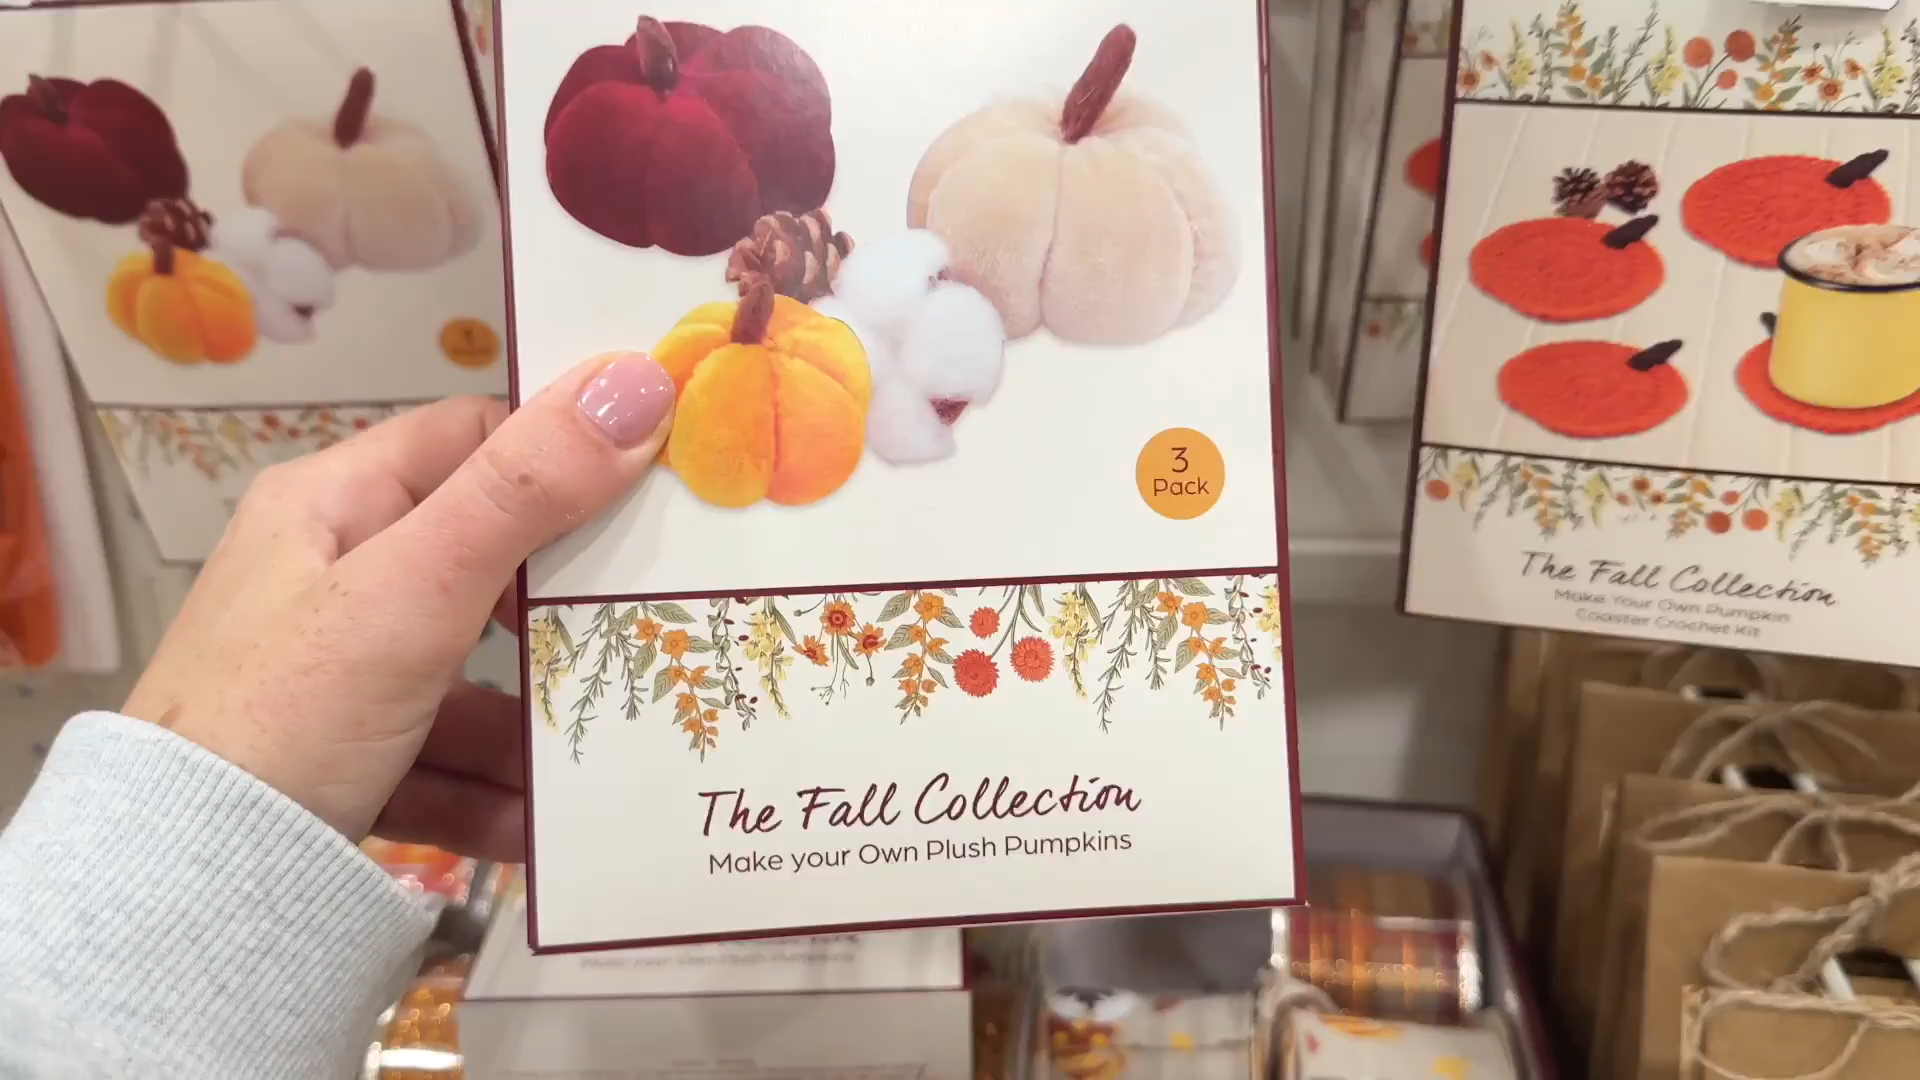 3
Pack
The Fall Collection
Make your Own Plush Pumpkins
The Fall Collection
Make Your Own Pumpkin
Coaster Crochet Kit